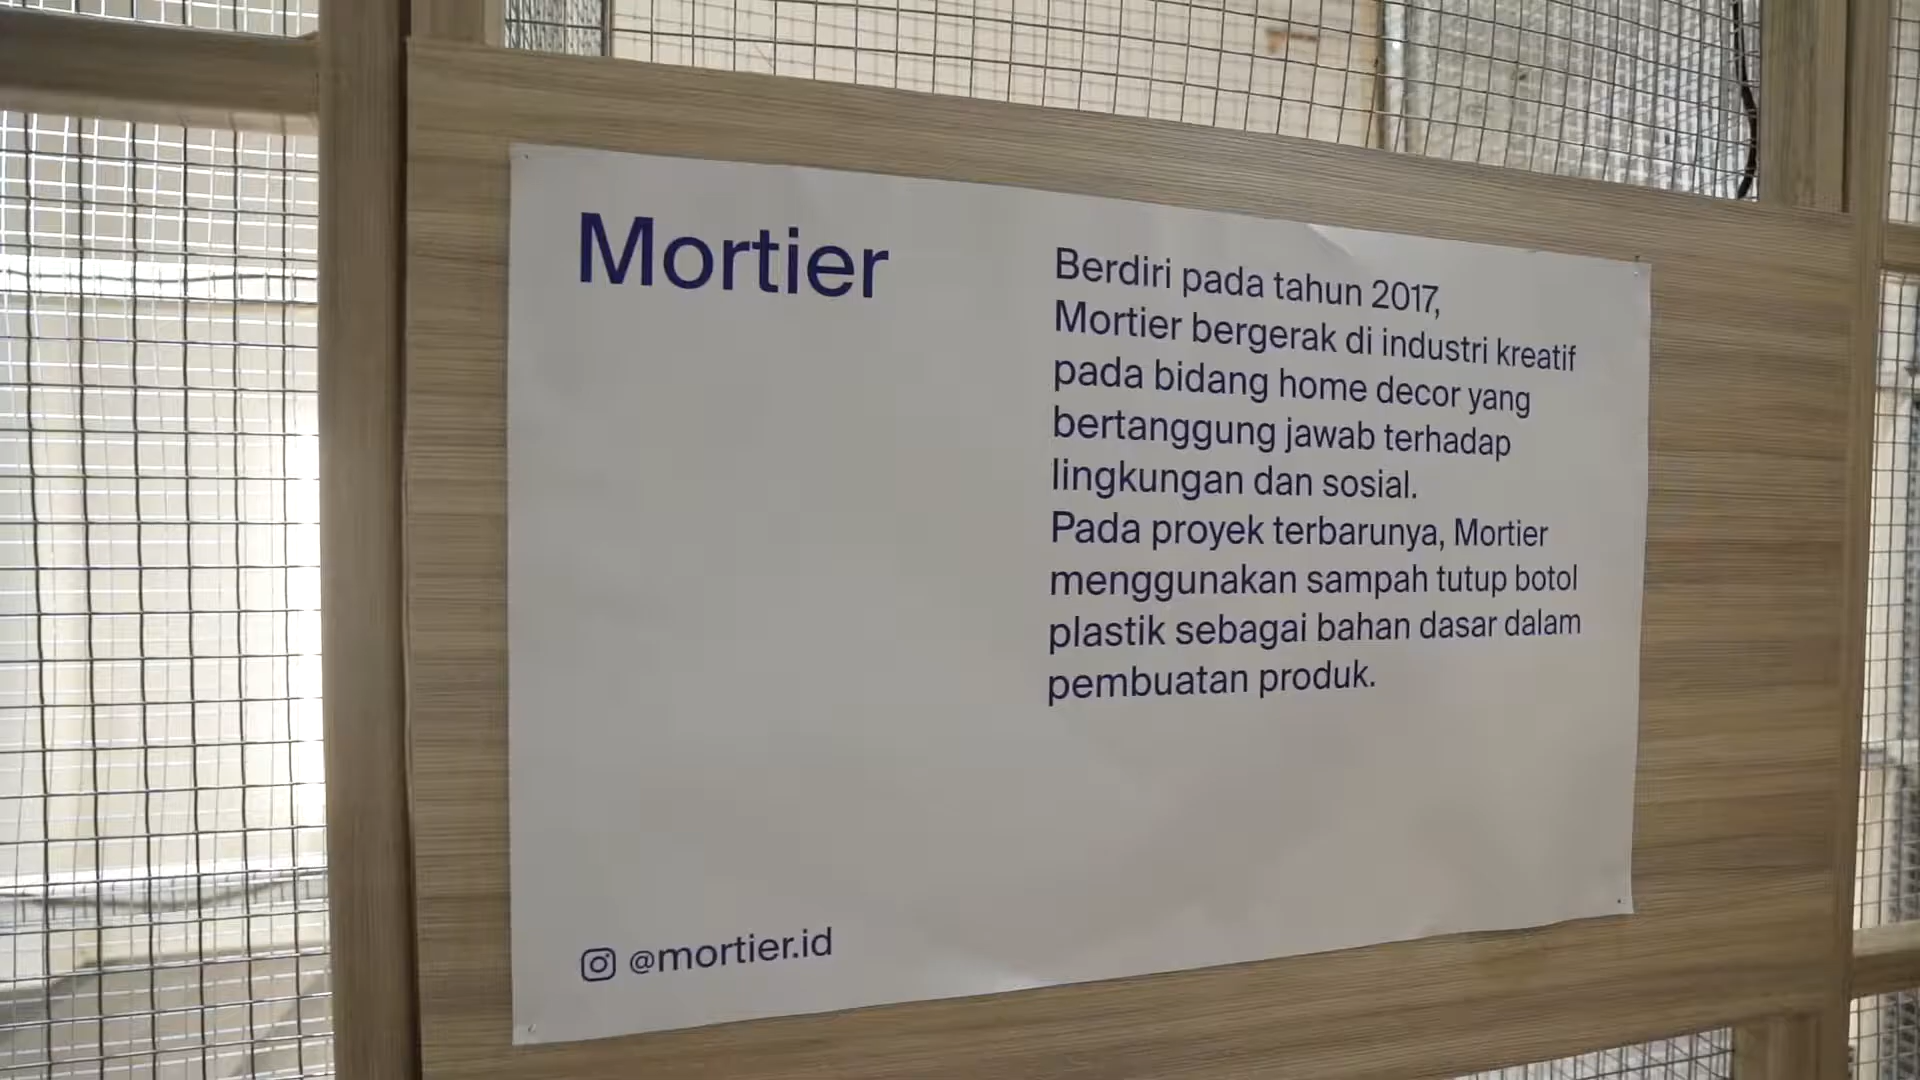 Mortier
Berdiri pada tahun 2017,
Mortier bergerak di industri kreatif
pada bidang home decor yang
bertanggung jawab terhadap
lingkungan dan sosial.
Pada proyek terbarunya, Mortier
menggunakan sampah tutup botol
plastik sebagai bahan dasar dalam
pembuatan produk.
@mortier.id